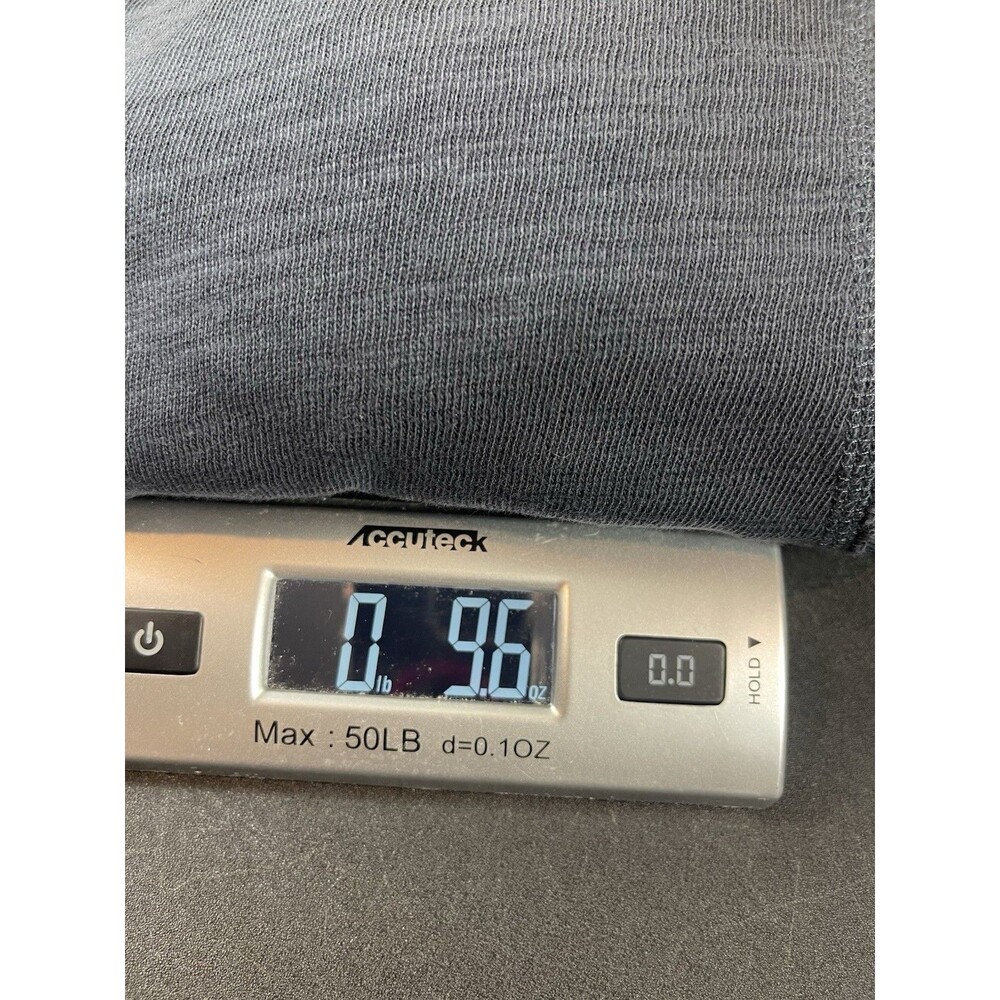 Accuteck
0 lb 9.6 oz
0.0
HOLD
Max : 50LB d=0.1OZ